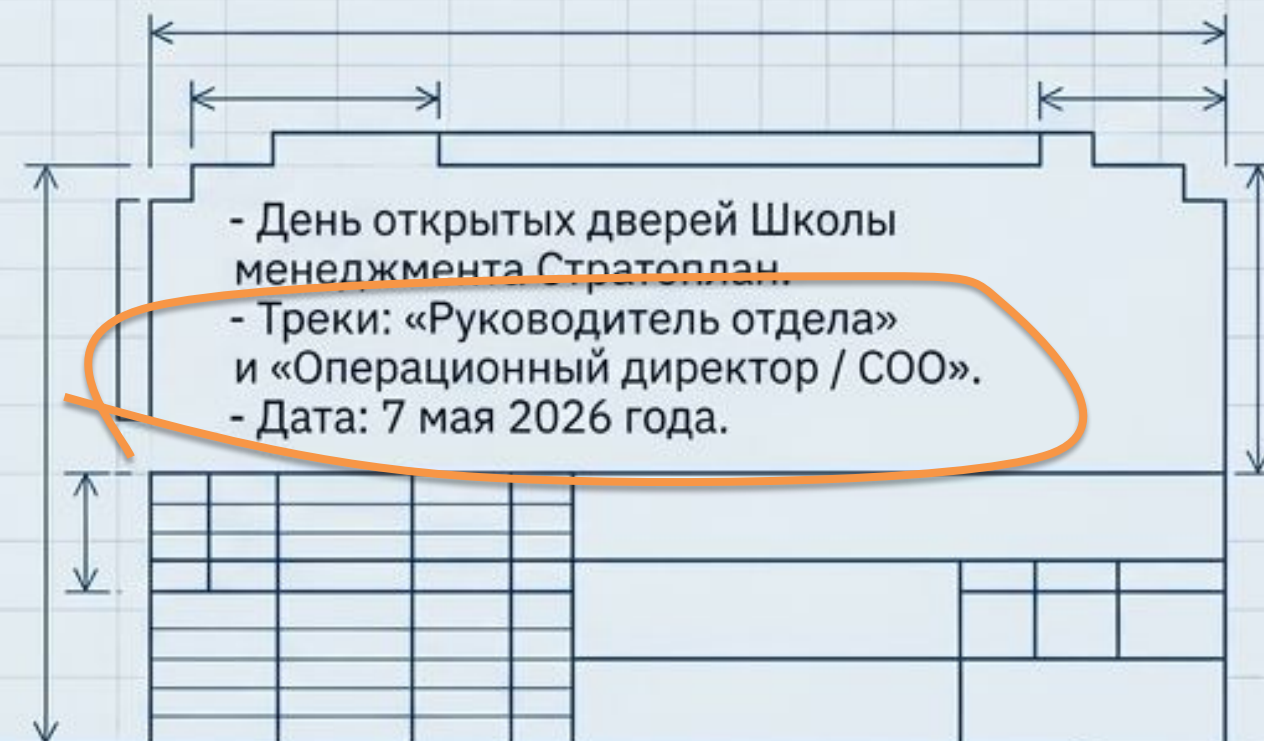 - День открытых дверей Школы
менеджмента Стратоплан.
- Треки: «Руководитель отдела»
и «Операционный директор / COO».
- Дата: 7 мая 2026 года.